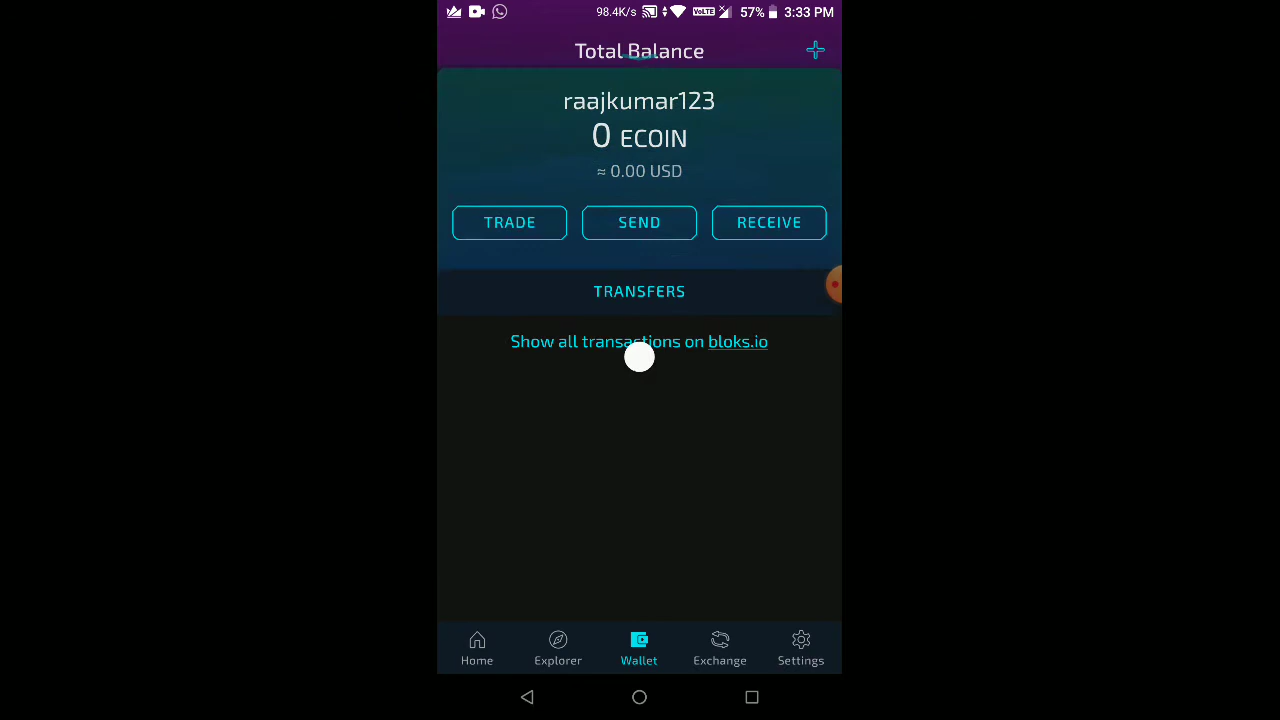 98.4K/s VoLTE 57% 3:33 PM
Total Balance
raajkumar123
0 ECOIN
≈ 0.00 USD
TRADE SEND RECEIVE
TRANSFERS
Show all transactions on bloks.io
Home Explorer Wallet Exchange Settings